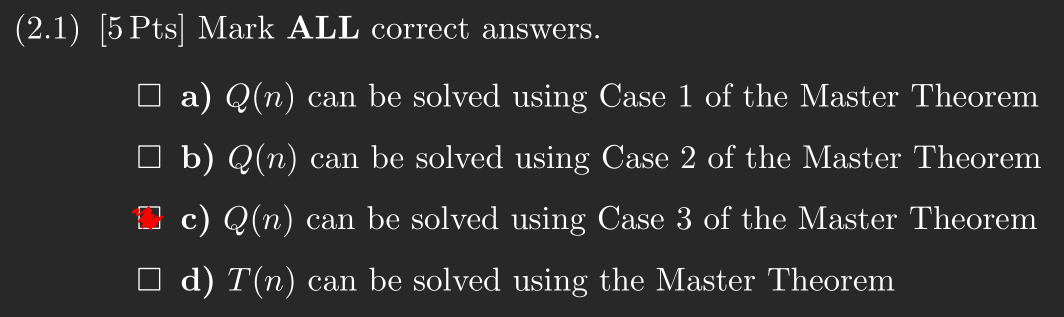 (2.1) [5 Pts] Mark ALL correct answers.
☐ a) Q(n) can be solved using Case 1 of the Master Theorem
☐ b) Q(n) can be solved using Case 2 of the Master Theorem
☐ c) Q(n) can be solved using Case 3 of the Master Theorem
☐ d) T(n) can be solved using the Master Theorem